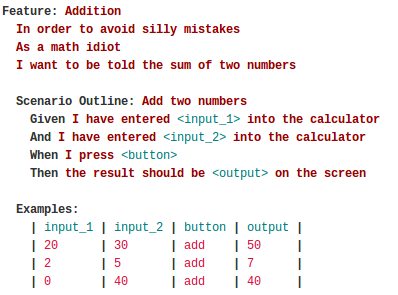 Feature: Addition
In order to avoid silly mistakes
As a math idiot
I want to be told the sum of two numbers
Scenario Outline: Add two numbers
Given I have entered <input_1> into the calculator
And I have entered <input_2> into the calculator
When I press <button>
Then the result should be <output> on the screen
Examples:
| input_1 | input_2 | button | output |
| 20 | 30 | add | 50 |
| 2 | 5 | add | 7 |
| 0 | 40 | add | 40 |